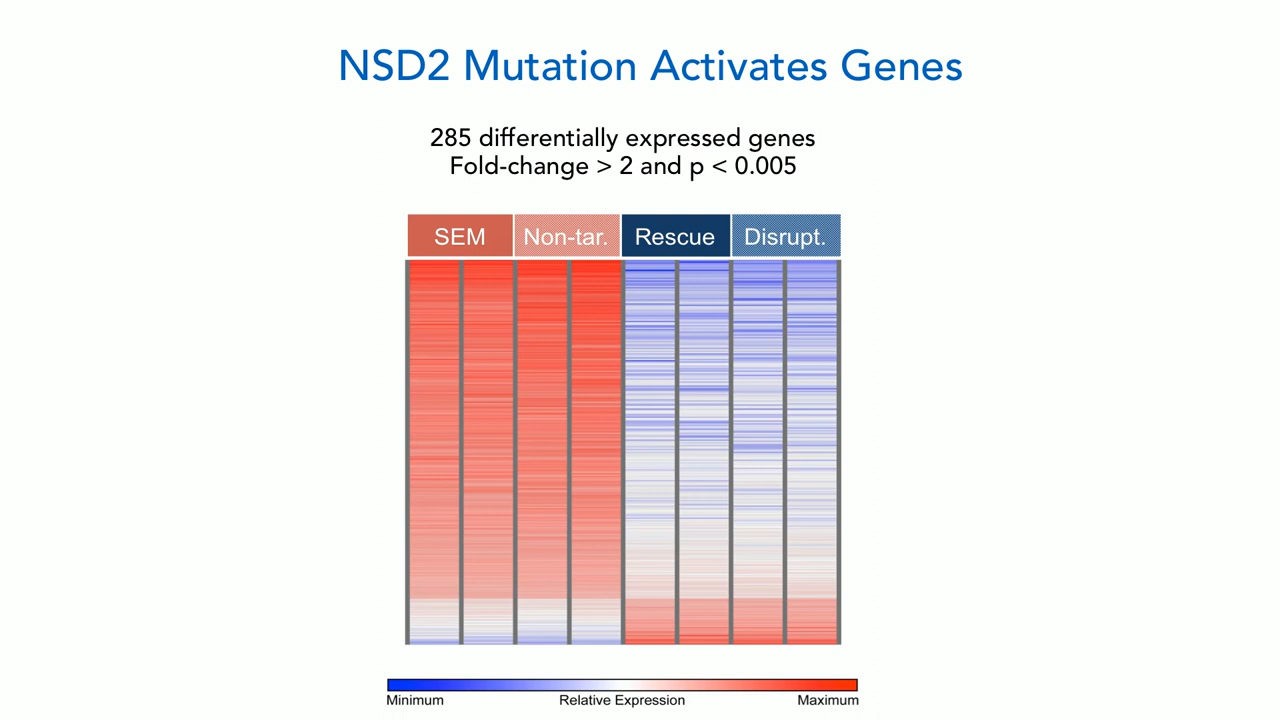 NSD2 Mutation Activates Genes
285 differentially expressed genes
Fold-change > 2 and p < 0.005
SEM Non-tar. Rescue Disrupt.
Minimum Relative Expression Maximum